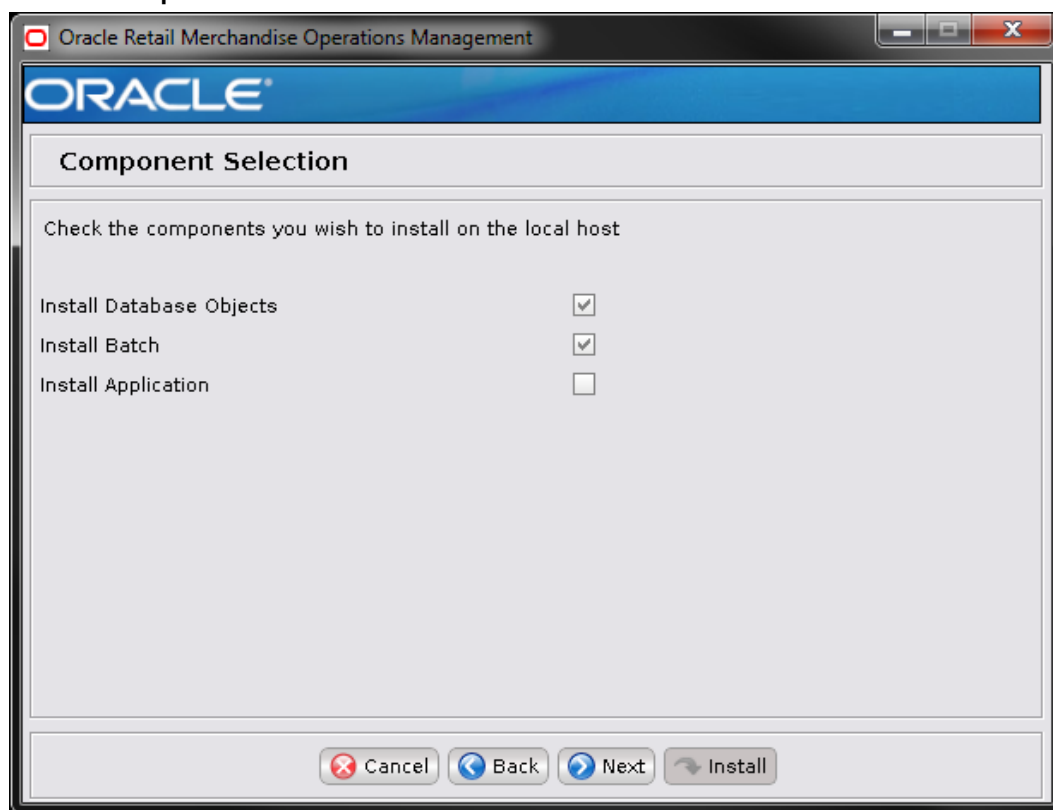 Oracle Retail Merchandise Operations Management
ORACLE
Component Selection
Check the components you wish to install on the local host
Install Database Objects
Install Batch
Install Application
Cancel Back Next Install